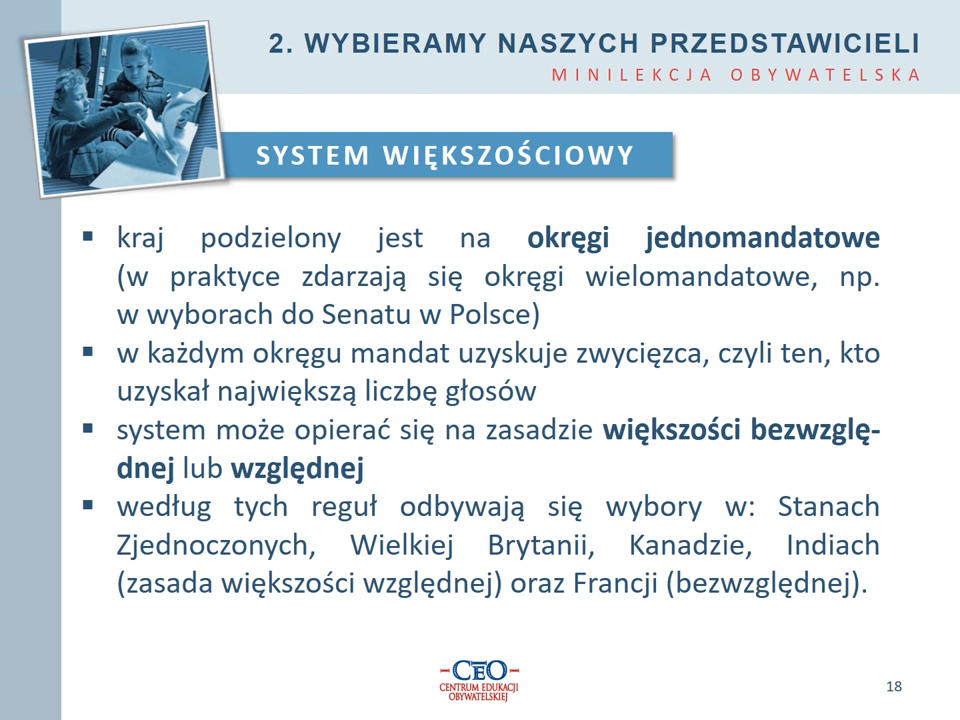 2. WYBIERAMY NASZYCH PRZEDSTAWICIELI
MINILEKCJA OBYWATELSKA
SYSTEM WIĘKSZOŚCIOWY
▪ kraj podzielony jest na okręgi jednomandatowe
(w praktyce zdarzają się okręgi wielomandatowe, np.
w wyborach do Senatu w Polsce)
▪ w każdym okręgu mandat uzyskuje zwycięzca, czyli ten, kto
uzyskał największą liczbę głosów
▪ system może opierać się na zasadzie większości bezwzglę-
dnej lub względnej
▪ według tych reguł odbywają się wybory w: Stanach
Zjednoczonych, Wielkiej Brytanii, Kanadzie, Indiach
(zasada większości względnej) oraz Francji (bezwzględnej).
CEO
CENTRUM EDUKACJI
OBYWATELSKIEJ
18